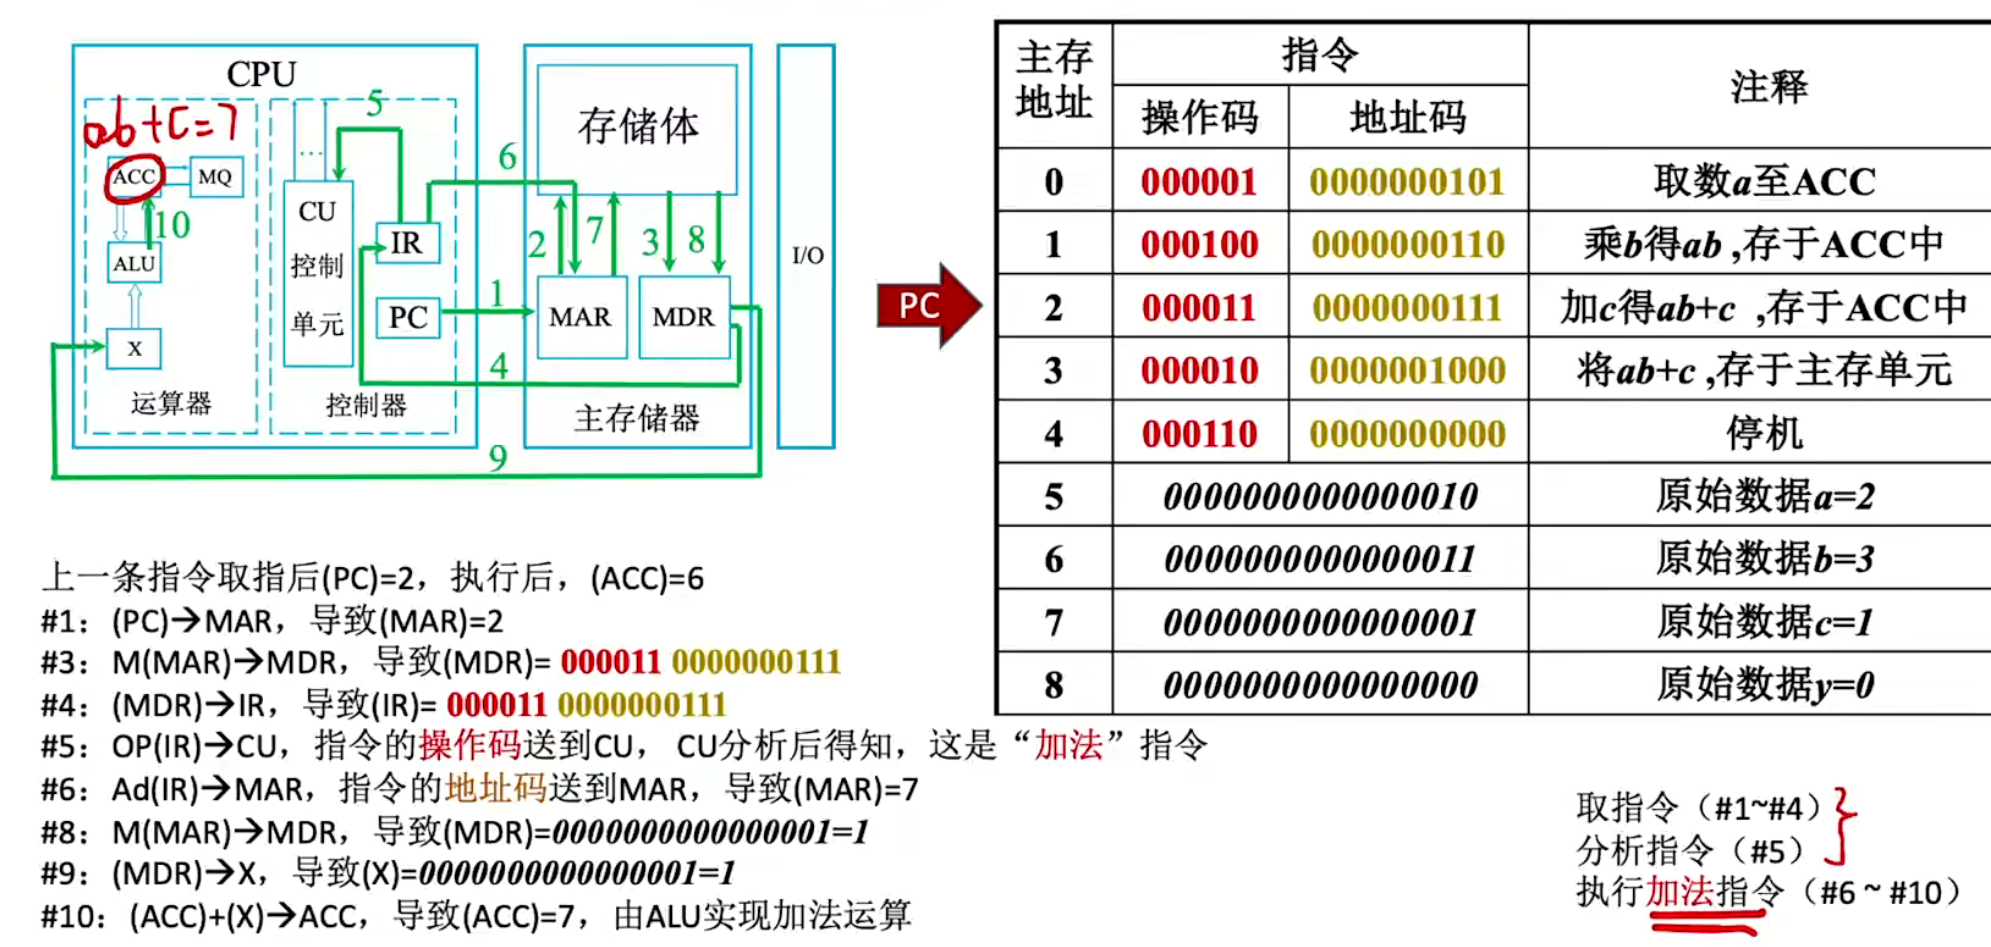 CPU
ab+c=7
ACC
MQ
ALU
X
运算器
CU
控制
单元
...
IR
PC
控制器
存储体
MAR
MDR
主存储器
I/O
1
2
3
4
5
6
7
8
9
10
PC
主存地址 指令 注释
操作码 地址码
0 000001 0000000101 取数a至ACC
1 000100 0000000110 乘b得ab ,存于ACC中
2 000011 0000000111 加c得ab+c ,存于ACC中
3 000010 0000001000 将ab+c ,存于主存单元
4 000110 0000000000 停机
5 0000000000000010 原始数据a=2
6 0000000000000011 原始数据b=3
7 0000000000000001 原始数据c=1
8 0000000000000000 原始数据y=0
上一条指令取指后(PC)=2，执行后，(ACC)=6
#1：(PC)→MAR，导致(MAR)=2
#3：M(MAR)→MDR，导致(MDR)= 000011 0000000111
#4：(MDR)→IR，导致(IR)= 000011 0000000111
#5：OP(IR)→CU，指令的操作码送到CU， CU分析后得知，这是“加法”指令
#6：Ad(IR)→MAR，指令的地址码送到MAR，导致(MAR)=7
#8：M(MAR)→MDR，导致(MDR)=0000000000000001=1
#9：(MDR)→X，导致(X)=0000000000000001=1
#10：(ACC)+(X)→ACC，导致(ACC)=7，由ALU实现加法运算
取指令（#1~#4）
分析指令（#5）
执行加法指令（#6 ~ #10）